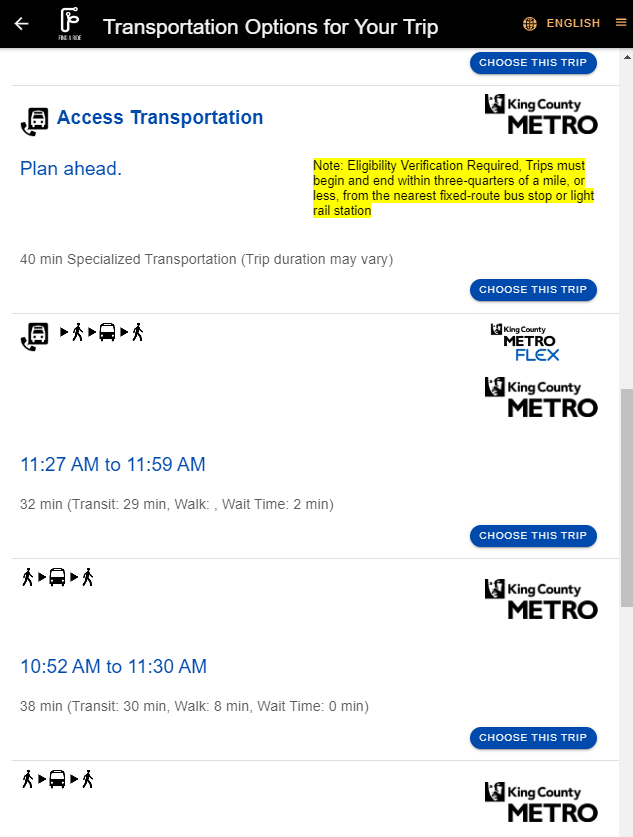 FIND A RIDE
Transportation Options for Your Trip
ENGLISH
CHOOSE THIS TRIP
Access Transportation
King County
METRO
Plan ahead.
Note: Eligibility Verification Required, Trips must
begin and end within three-quarters of a mile, or
less, from the nearest fixed-route bus stop or light
rail station
40 min Specialized Transportation (Trip duration may vary)
CHOOSE THIS TRIP
King County
METRO
FLEX
King County
METRO
11:27 AM to 11:59 AM
32 min (Transit: 29 min, Walk: , Wait Time: 2 min)
CHOOSE THIS TRIP
King County
METRO
10:52 AM to 11:30 AM
38 min (Transit: 30 min, Walk: 8 min, Wait Time: 0 min)
CHOOSE THIS TRIP
King County
METRO